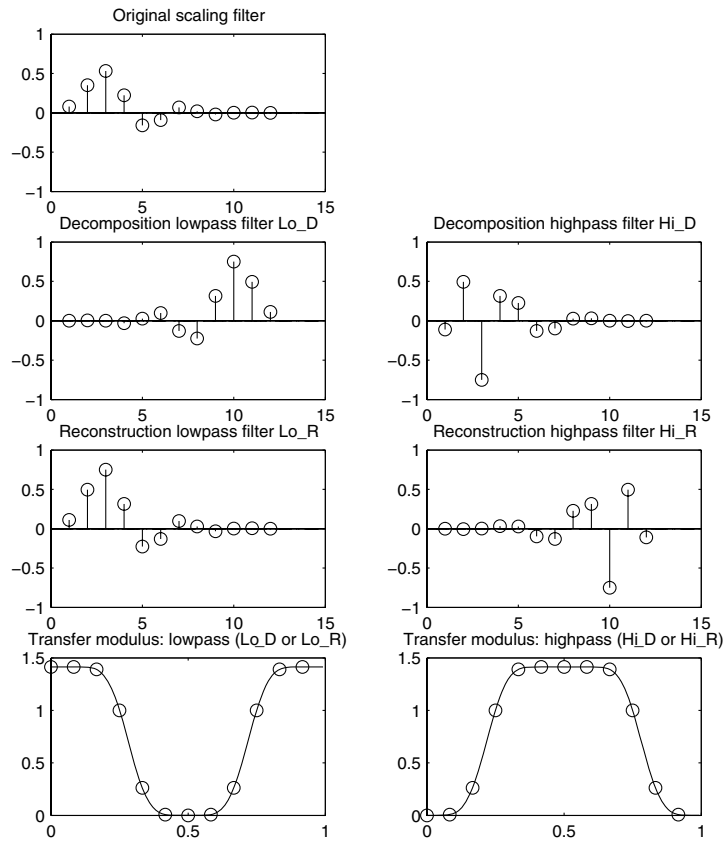 Original scaling filter
1
0.5
0
−0.5
−1
0 5 10 15
Decomposition lowpass filter Lo_D
1
0.5
0
−0.5
−1
0 5 10 15
Decomposition highpass filter Hi_D
1
0.5
0
−0.5
−1
0 5 10 15
Reconstruction lowpass filter Lo_R
1
0.5
0
−0.5
−1
0 5 10 15
Reconstruction highpass filter Hi_R
1
0.5
0
−0.5
−1
0 5 10 15
Transfer modulus: lowpass (Lo_D or Lo_R)
1.5
1
0.5
0
0 0.5 1
Transfer modulus: highpass (Hi_D or Hi_R)
1.5
1
0.5
0
0 0.5 1